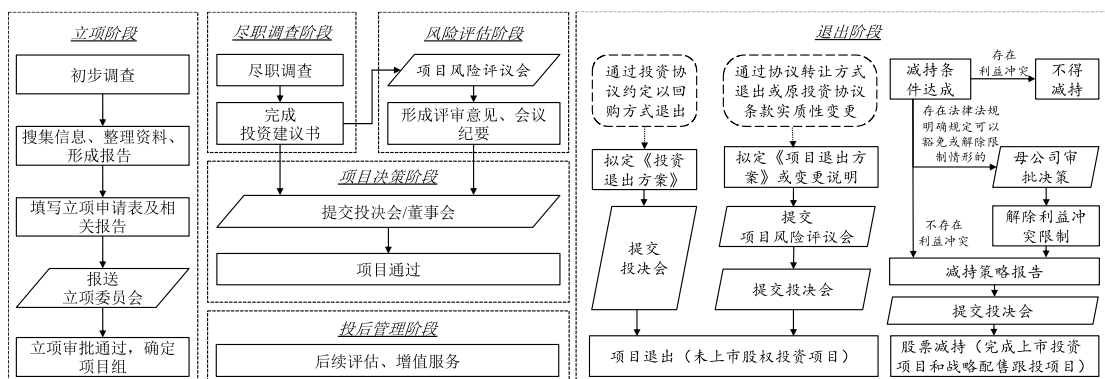 立项阶段
初步调查
搜集信息、整理资料、
形成报告
填写立项申请表及相
关报告
报送
立项委员会
立项审批通过，确定
项目组
尽职调查阶段
尽职调查
完成
投资建议书
风险评估阶段
项目风险评议会
形成评审意见、会议
纪要
项目决策阶段
提交投决会/董事会
项目通过
投后管理阶段
后续评估、增值服务
退出阶段
通过投资协
议约定以回
购方式退出
拟定《投资
退出方案》
提交
投决会
通过协议转让方式
退出或原投资协议
条款实质性变更
拟定《项目退出方
案》或变更说明
提交
项目风险评议会
提交投决会
项目退出（未上市股权投资项目）
减持条
件达成
存在
利益冲突
不得
减持
存在法律法规
明确规定可以
豁免或解除限
制情形的
母公司审
批决策
不存在
利益冲突
解除利益冲
突限制
减持策略报告
提交投决会
股票减持（完成上市投资
项目和战略配售跟投项目）